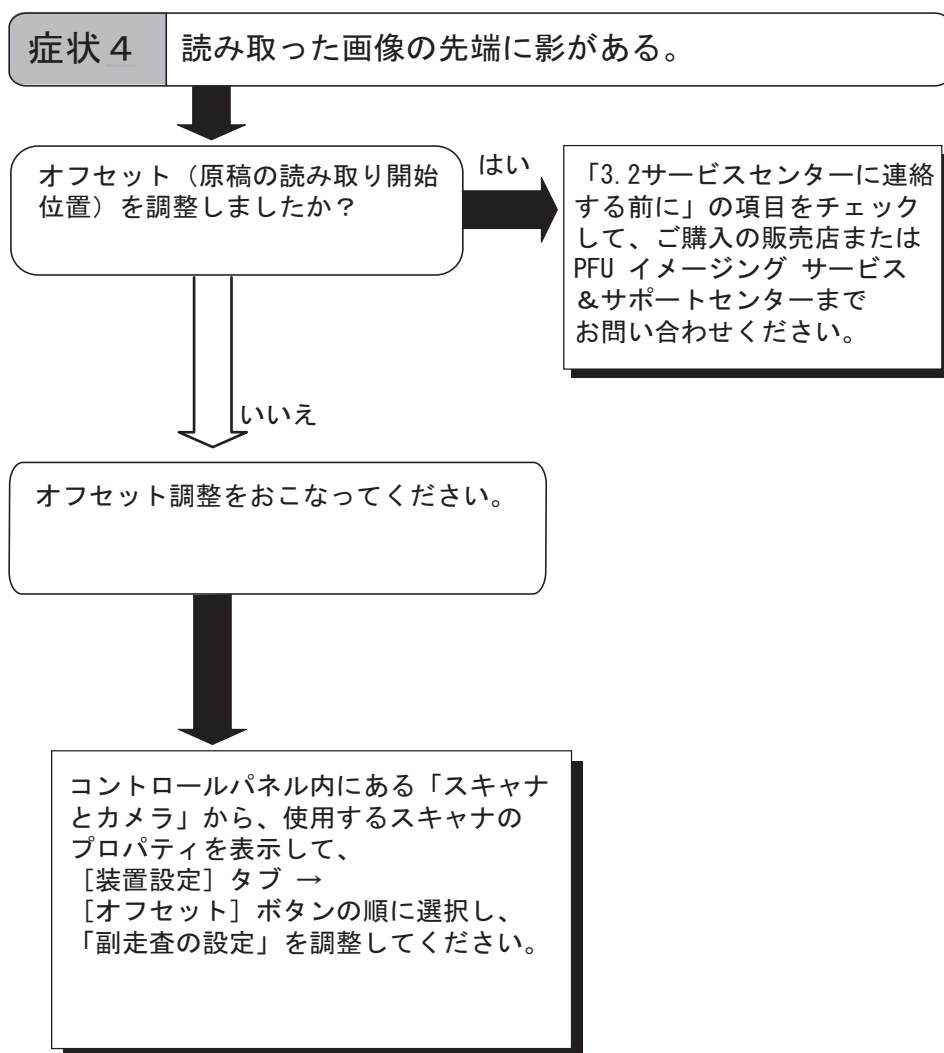 症状４
読み取った画像の先端に影がある。
オフセット（原稿の読み取り開始
位置）を調整しましたか？
はい
「3.2サービスセンターに連絡
する前に」の項目をチェック
して、ご購入の販売店または
PFU イメージング サービス
＆サポートセンターまで
お問い合わせください。
いいえ
オフセット調整をおこなってください。
コントロールパネル内にある「スキャナ
とカメラ」から、使用するスキャナの
プロパティを表示して、
［装置設定］タブ →
［オフセット］ボタンの順に選択し、
「副走査の設定」を調整してください。